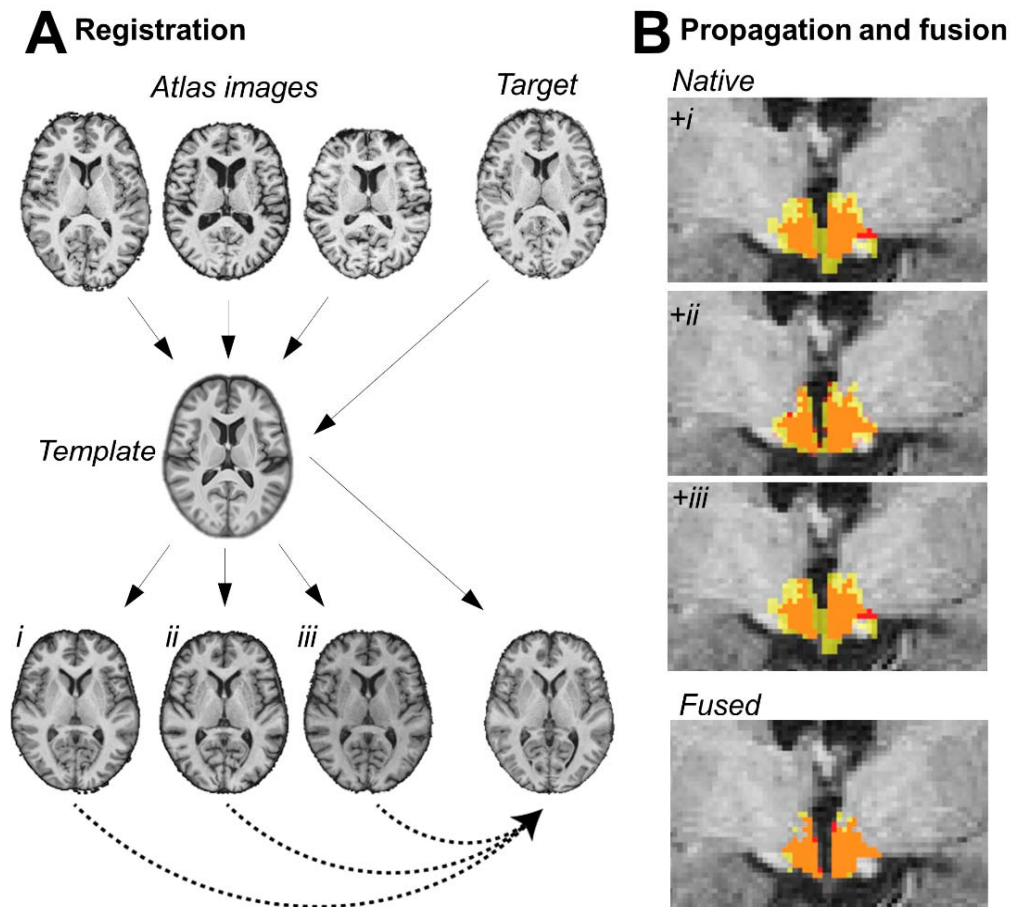 A Registration
Atlas images
Target
Template
i
ii
iii
B Propagation and fusion
Native
+i
+ii
+iii
Fused